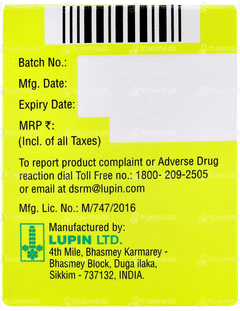 Batch No.:
Mfg. Date:
Expiry Date:
MRP ₹:
(Incl. of all Taxes)
To report product complaint or Adverse Drug
reaction dial Toll Free no.: 1800- 209-2505
or email at dsrm@lupin.com
Mfg. Lic. No.: M/747/2016
Manufactured by:
LUPIN LTD.
4th Mile, Bhasmey Karmarey -
Bhasmey Block, Duga ilaka,
Sikkim - 737132, INDIA.